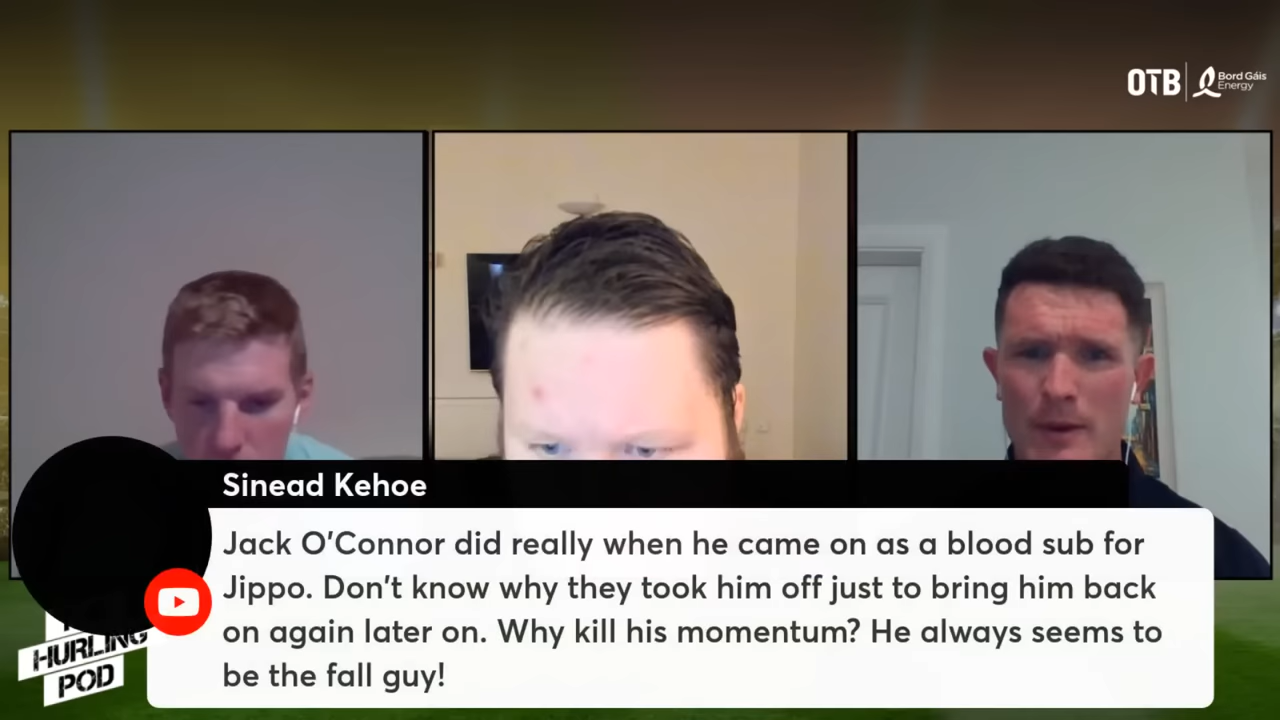 OTB
Bord Gáis
Energy
Sinead Kehoe
Jack O'Connor did really when he came on as a blood sub for
Jippo. Don't know why they took him off just to bring him back
on again later on. Why kill his momentum? He always seems to
be the fall guy!
HURLING
POD